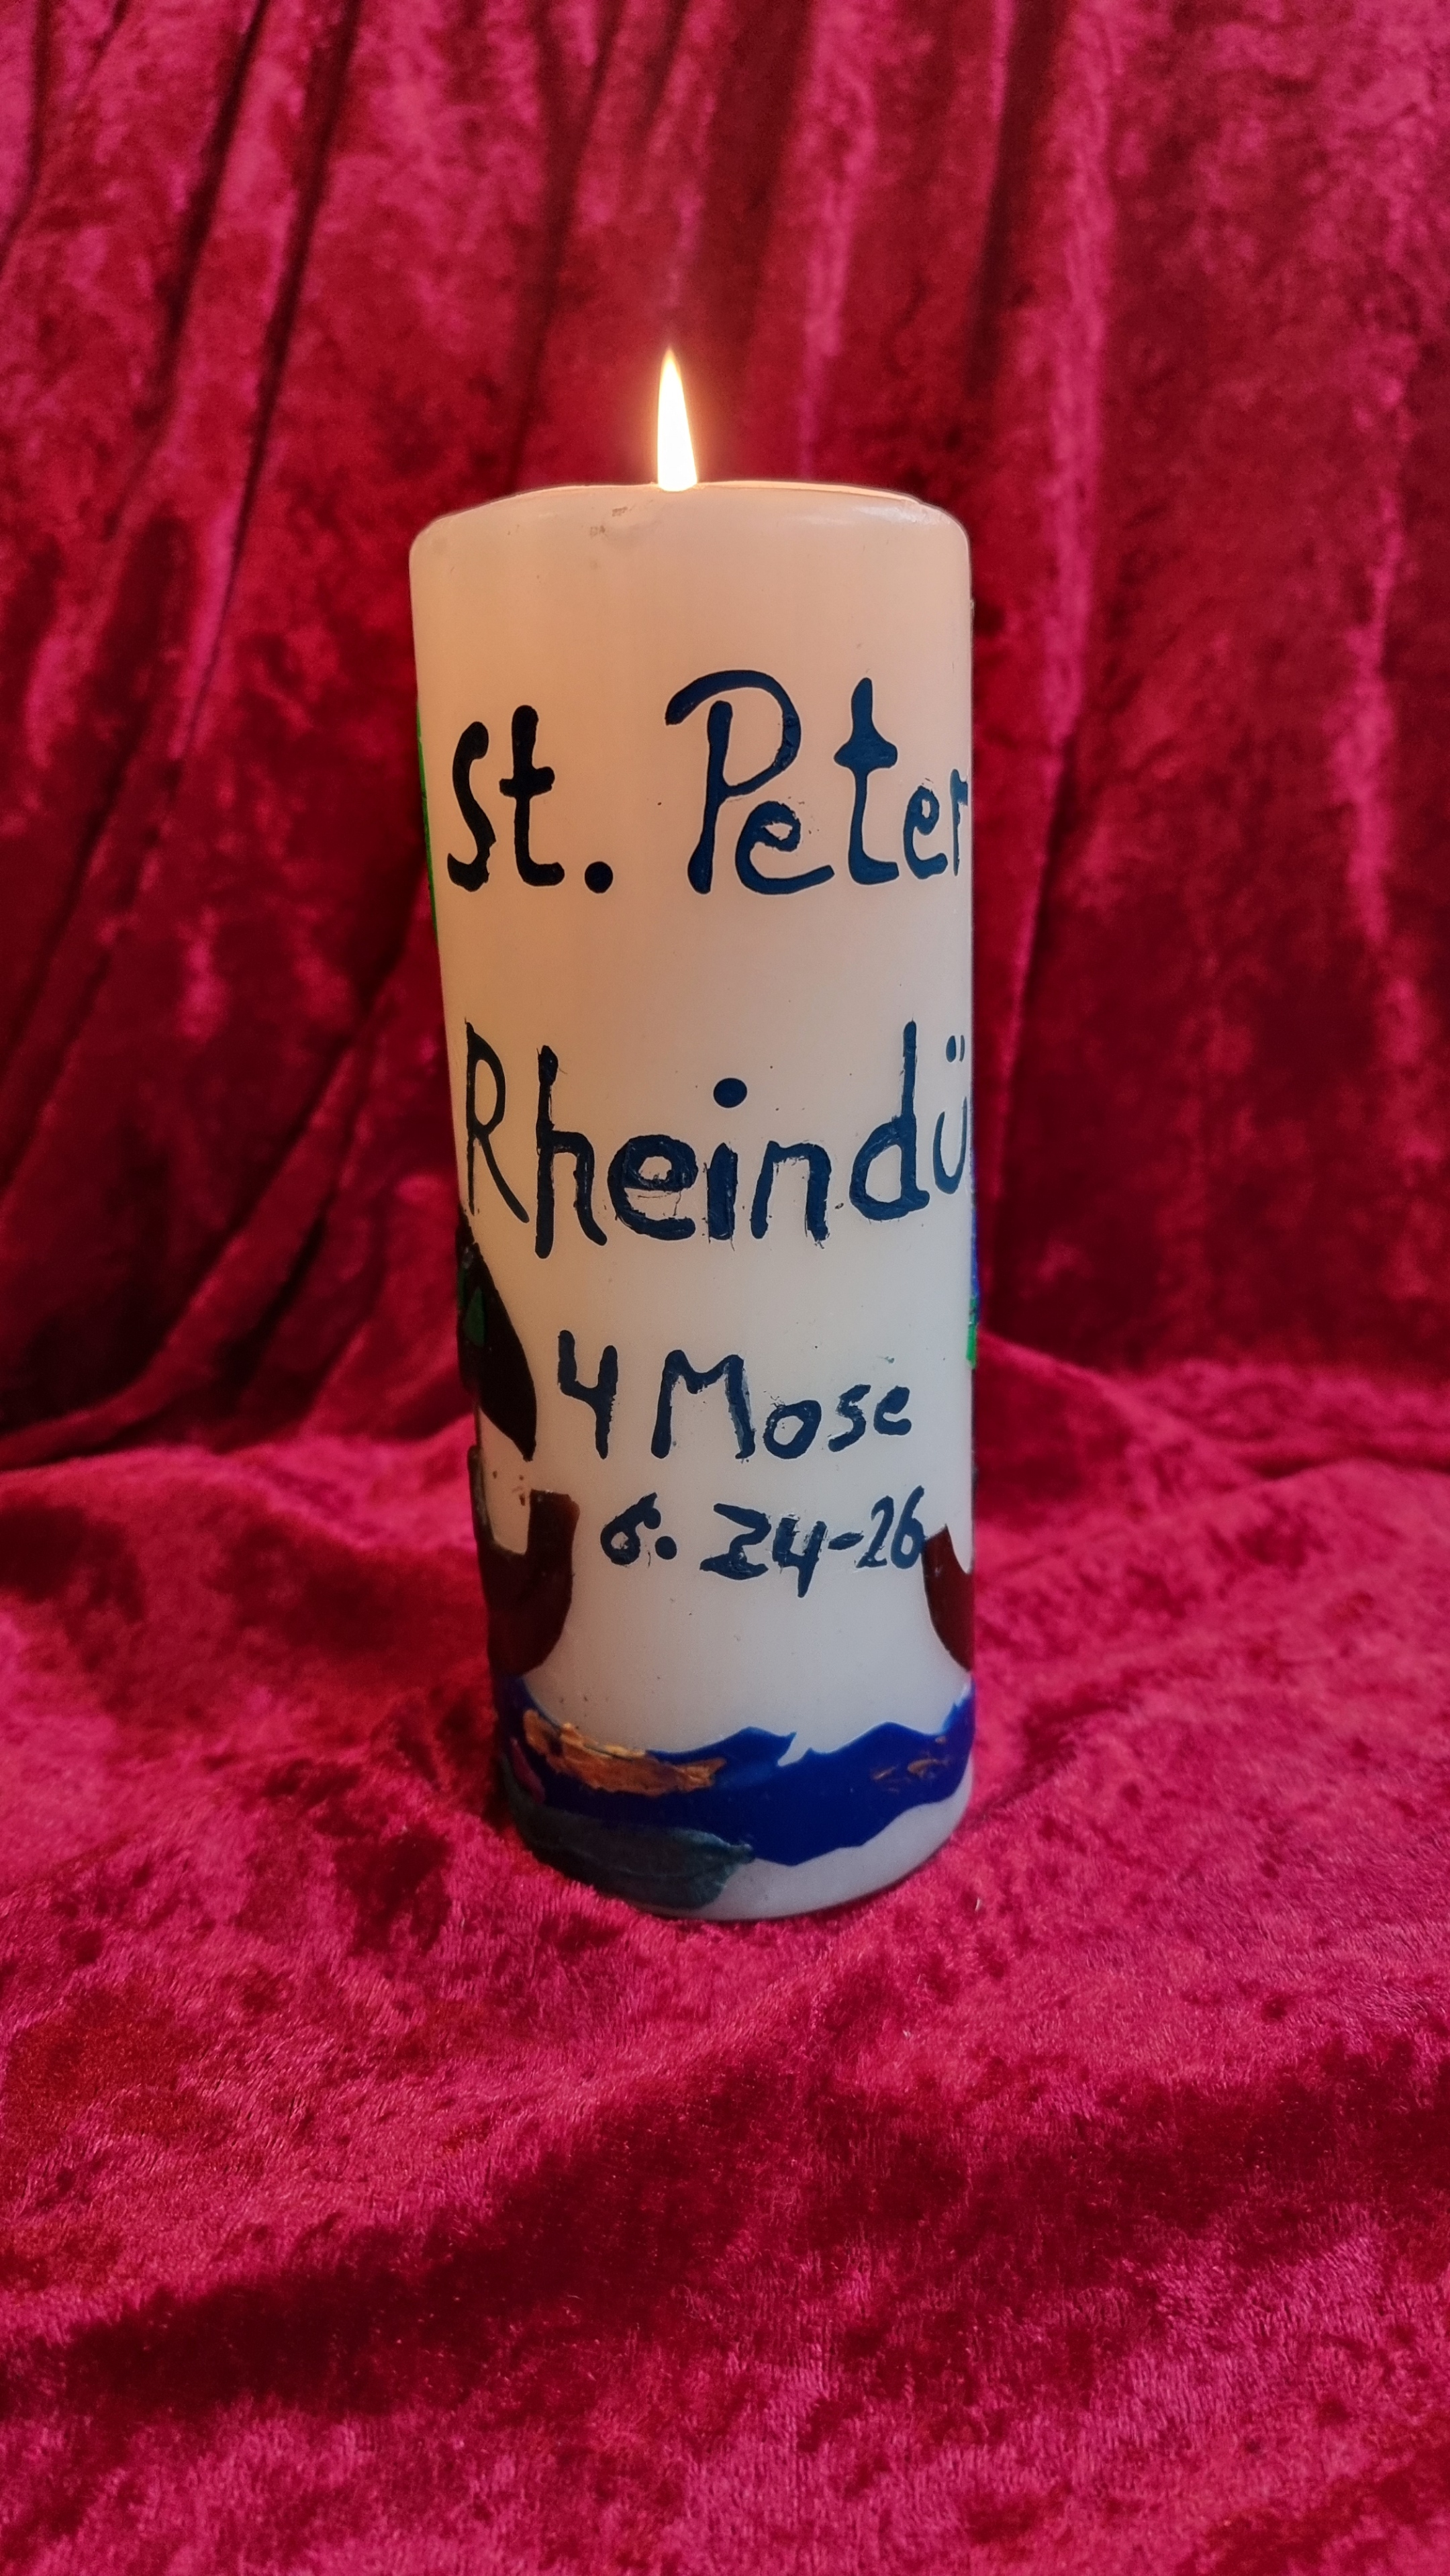 St. Peter
Rheindü
4 Mose
6. 24-26